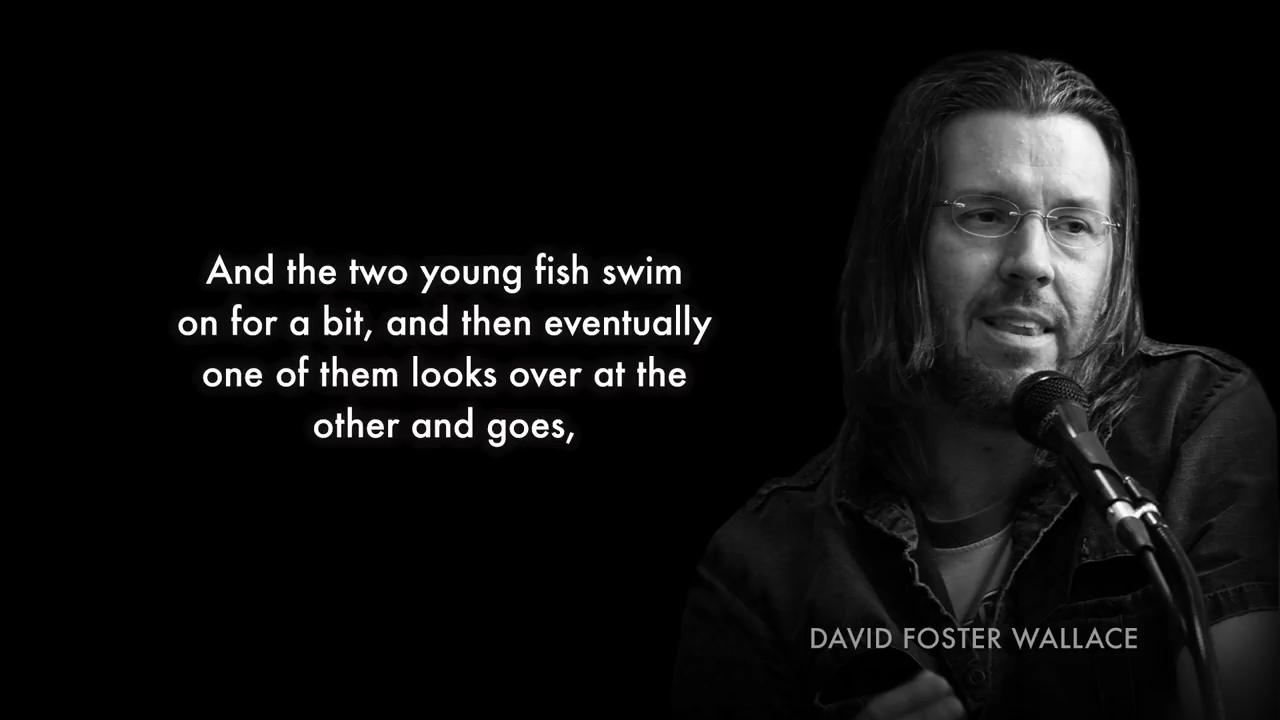 And the two young fish swim
on for a bit, and then eventually
one of them looks over at the
other and goes,
DAVID FOSTER WALLACE